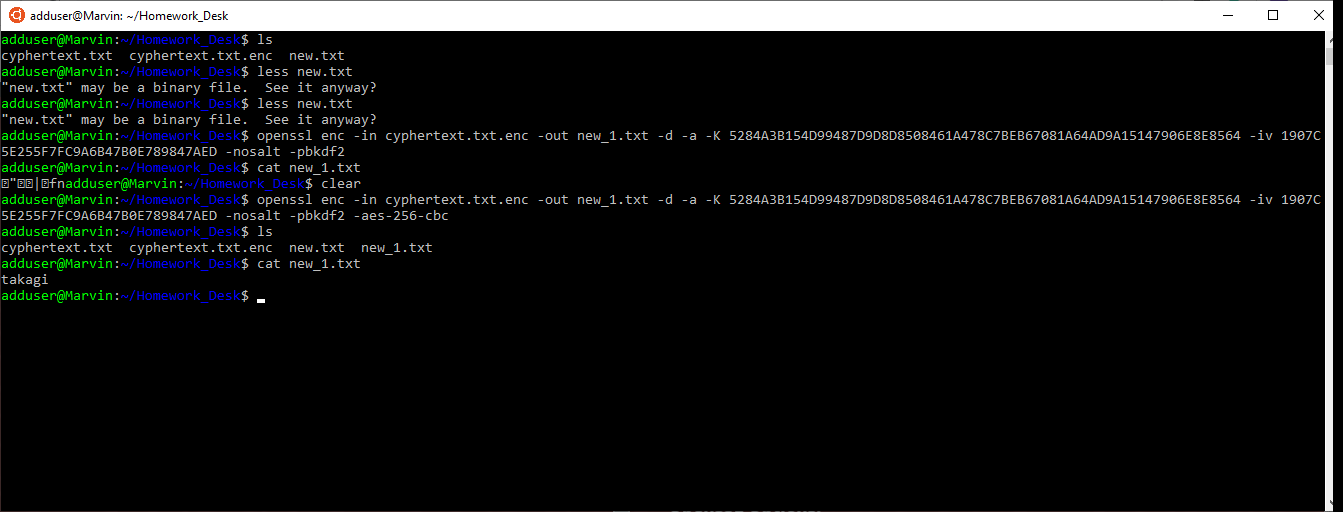 adduser@Marvin: ~/Homework_Desk
adduser@Marvin:~/Homework_Desk$ ls
cyphertext.txt  cyphertext.txt.enc  new.txt
adduser@Marvin:~/Homework_Desk$ less new.txt
"new.txt" may be a binary file.  See it anyway?
adduser@Marvin:~/Homework_Desk$ less new.txt
"new.txt" may be a binary file.  See it anyway?
adduser@Marvin:~/Homework_Desk$ openssl enc -in cyphertext.txt.enc -out new_1.txt -d -a -K 5284A3B154D99487D9D8D8508461A478C7BEB67081A64AD9A15147906E8E8564 -iv 1907C
5E255F7FC9A6B47B0E789847AED -nosalt -pbkdf2
adduser@Marvin:~/Homework_Desk$ cat new_1.txt
"|fnadduser@Marvin:~/Homework_Desk$ clear
adduser@Marvin:~/Homework_Desk$ openssl enc -in cyphertext.txt.enc -out new_1.txt -d -a -K 5284A3B154D99487D9D8D8508461A478C7BEB67081A64AD9A15147906E8E8564 -iv 1907C
5E255F7FC9A6B47B0E789847AED -nosalt -pbkdf2 -aes-256-cbc
adduser@Marvin:~/Homework_Desk$ ls
cyphertext.txt  cyphertext.txt.enc  new.txt  new_1.txt
adduser@Marvin:~/Homework_Desk$ cat new_1.txt
takagi
adduser@Marvin:~/Homework_Desk$